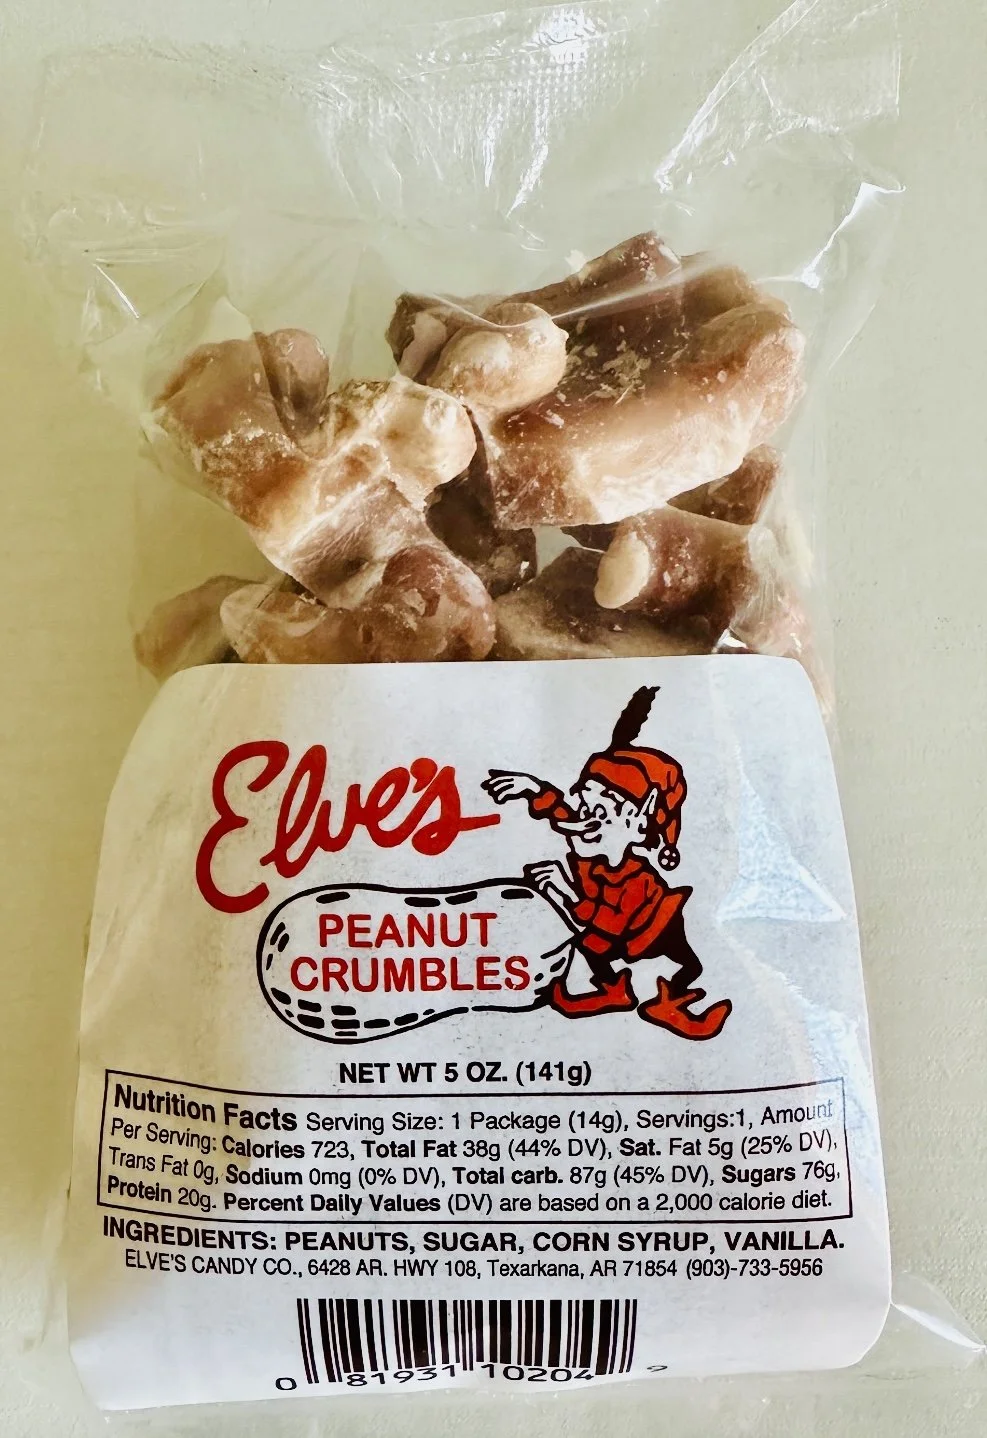 Elve's
PEANUT
CRUMBLES
NET WT 5 OZ. (141g)
Nutrition Facts Serving Size: 1 Package (14g), Servings:1, Amount
Per Serving: Calories 723, Total Fat 38g (44% DV), Sat. Fat 5g (25% DV),
Trans Fat 0g, Sodium 0mg (0% DV), Total carb. 87g (45% DV), Sugars 76g,
Protein 20g. Percent Daily Values (DV) are based on a 2,000 calorie diet.
INGREDIENTS: PEANUTS, SUGAR, CORN SYRUP, VANILLA.
ELVE'S CANDY CO., 6428 AR. HWY 108, Texarkana, AR 71854 (903)-733-5956
0 81931 10204